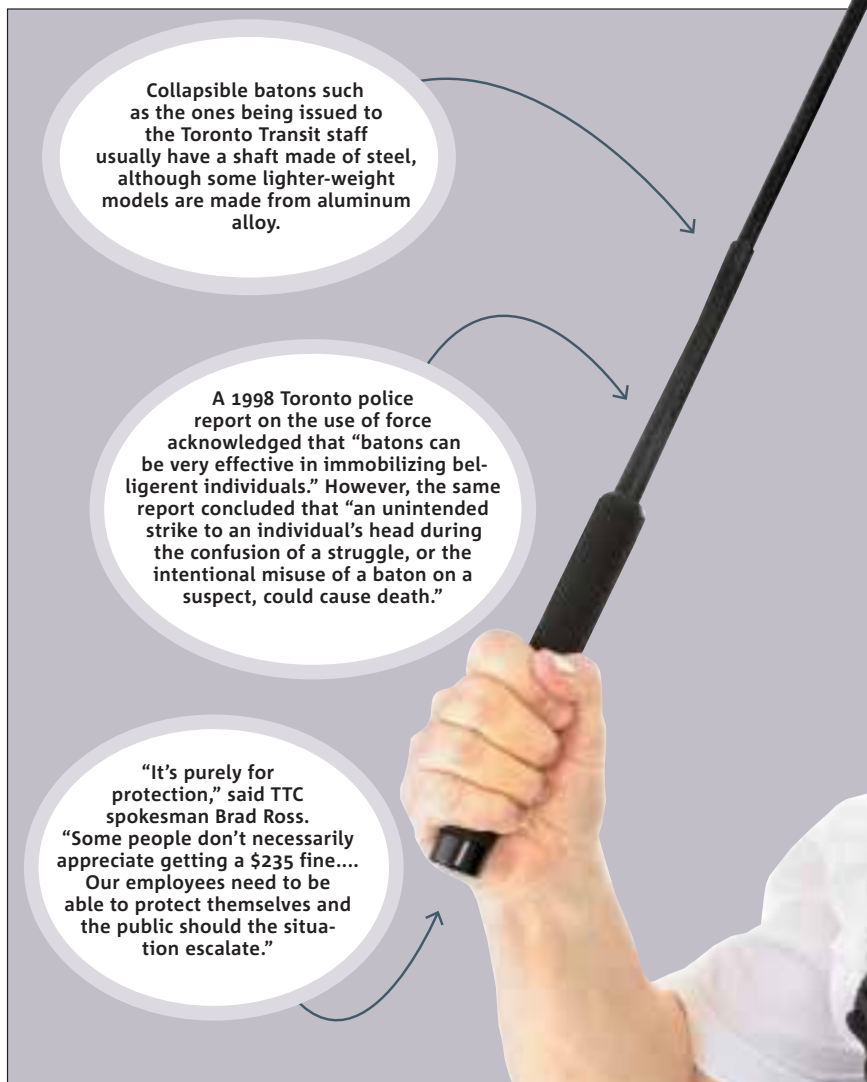 Collapsible batons such
as the ones being issued to
the Toronto Transit staff
usually have a shaft made of steel,
although some lighter-weight
models are made from aluminum
alloy.
A 1998 Toronto police
report on the use of force
acknowledged that “batons can
be very effective in immobilizing bel-
ligerent individuals.” However, the same
report concluded that “an unintended
strike to an individual’s head during
the confusion of a struggle, or the
intentional misuse of a baton on a
suspect, could cause death.”
“It’s purely for
protection,” said TTC
spokesman Brad Ross.
“Some people don’t necessarily
appreciate getting a $235 fine....
Our employees need to be
able to protect themselves and
the public should the situa-
tion escalate.”